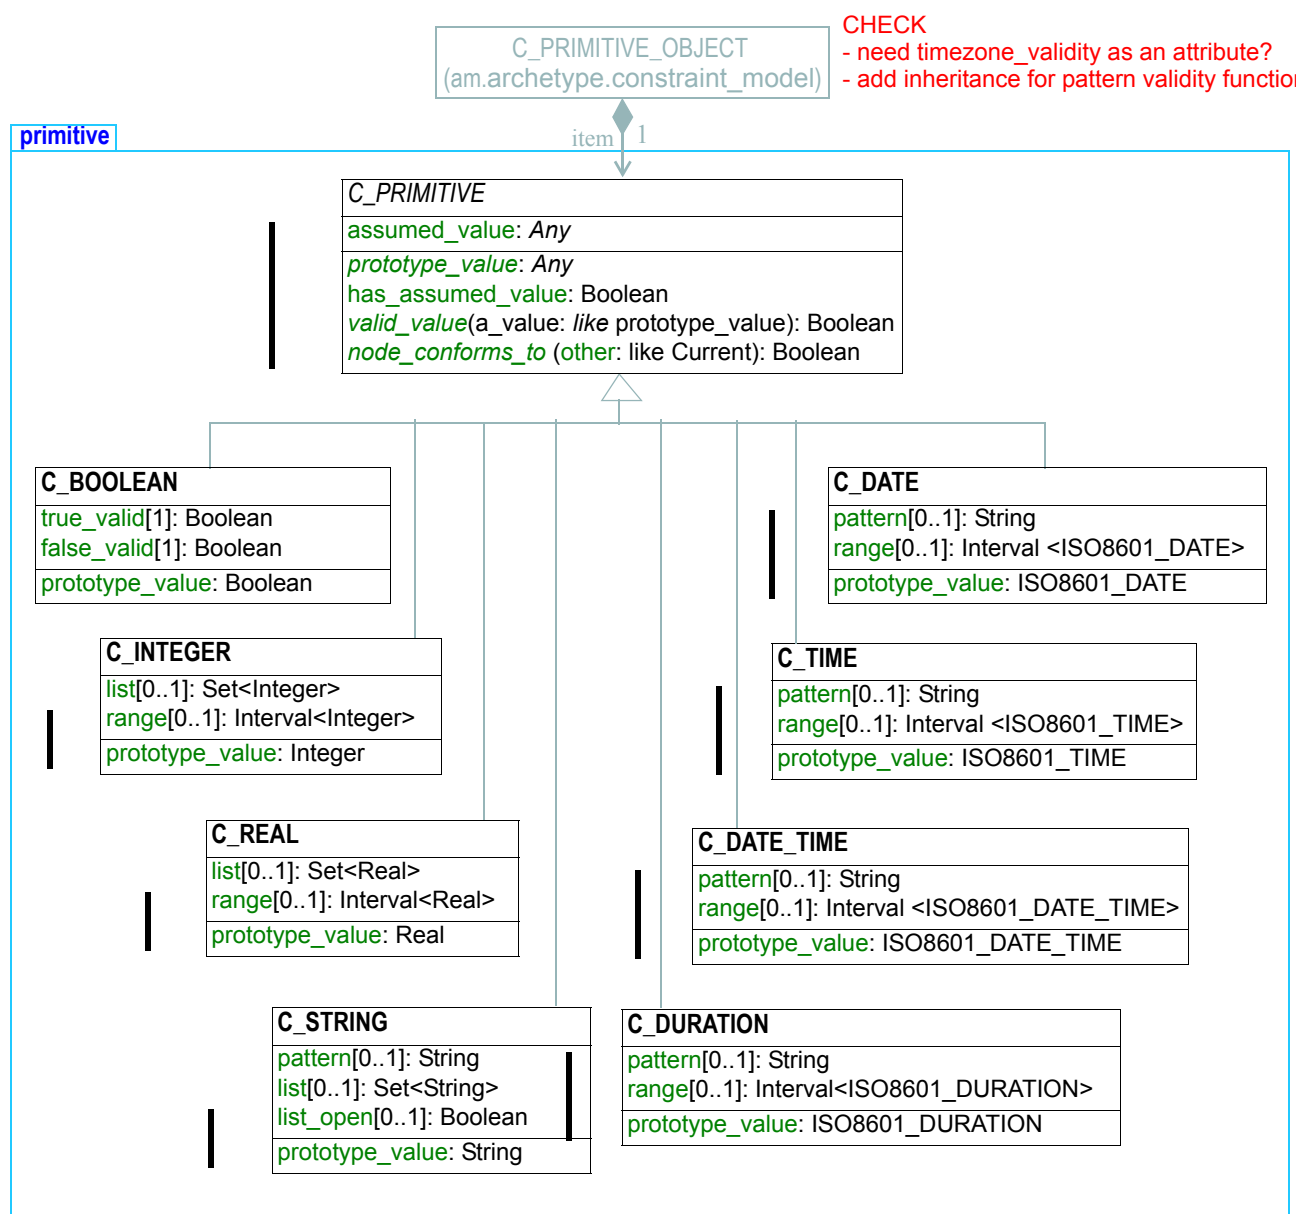 C_PRIMITIVE_OBJECT
(am.archetype.constraint_model)
CHECK
- need timezone_validity as an attribute?
- add inheritance for pattern validity function
primitive
item
1
C_PRIMITIVE
assumed_value: Any
prototype_value: Any
has_assumed_value: Boolean
valid_value(a_value: like prototype_value): Boolean
node_conforms_to (other: like Current): Boolean
C_BOOLEAN
true_valid[1]: Boolean
false_valid[1]: Boolean
prototype_value: Boolean
C_DATE
pattern[0..1]: String
range[0..1]: Interval <ISO8601_DATE>
prototype_value: ISO8601_DATE
C_INTEGER
list[0..1]: Set<Integer>
range[0..1]: Interval<Integer>
prototype_value: Integer
C_TIME
pattern[0..1]: String
range[0..1]: Interval <ISO8601_TIME>
prototype_value: ISO8601_TIME
C_REAL
list[0..1]: Set<Real>
range[0..1]: Interval<Real>
prototype_value: Real
C_DATE_TIME
pattern[0..1]: String
range[0..1]: Interval <ISO8601_DATE_TIME>
prototype_value: ISO8601_DATE_TIME
C_STRING
pattern[0..1]: String
list[0..1]: Set<String>
list_open[0..1]: Boolean
prototype_value: String
C_DURATION
pattern[0..1]: String
range[0..1]: Interval<ISO8601_DURATION>
prototype_value: ISO8601_DURATION